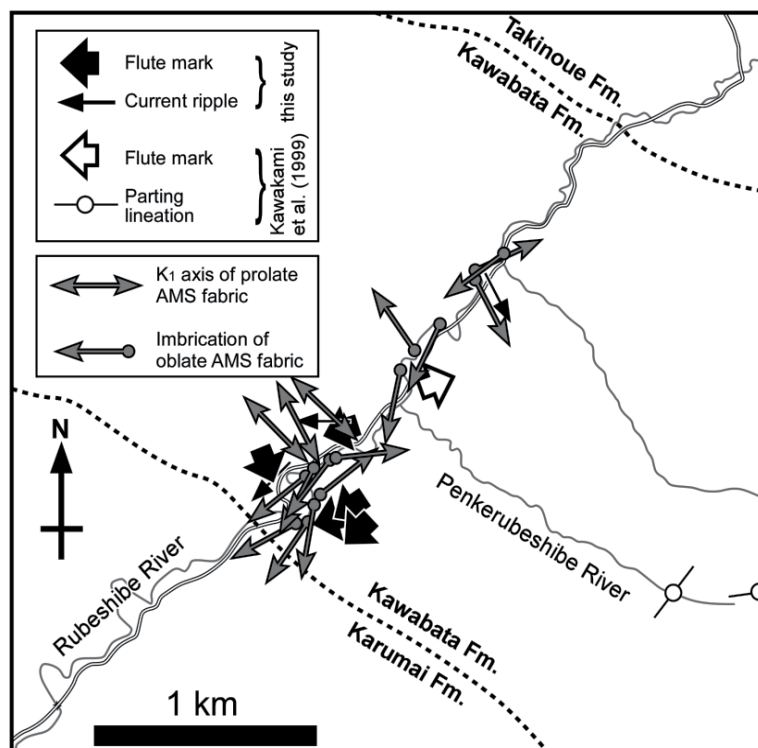 Flute mark
Current ripple
this study
Flute mark
Parting
lineation
Kawakami
et al. (1999)
K1 axis of prolate
AMS fabric
Imbrication of
oblate AMS fabric
Takinoue Fm.
Kawabata Fm.
N
Penkerubeshibe River
Rubeshibe River
Kawabata Fm.
Karumai Fm.
1 km